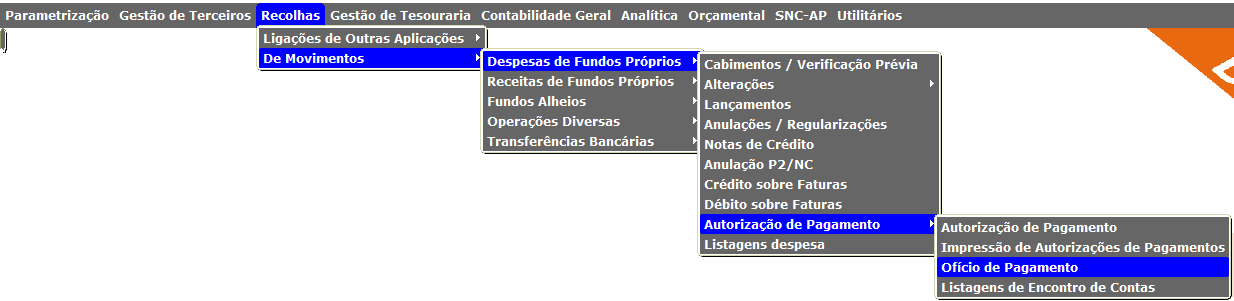 Parametrização Gestão de Terceiros Recolhas Gestão de Tesouraria Contabilidade Geral Analítica Orçamental SNC-AP Utilitários
Ligações de Outras Aplicações
De Movimentos
Despesas de Fundos Próprios
Receitas de Fundos Próprios
Fundos Alheios
Operações Diversas
Transferências Bancárias
Cabimentos / Verificação Prévia
Alterações
Lançamentos
Anulações / Regularizações
Notas de Crédito
Anulação P2/NC
Crédito sobre Faturas
Débito sobre Faturas
Autorização de Pagamento
Listagens despesa
Autorização de Pagamento
Impressão de Autorizações de Pagamentos
Ofício de Pagamento
Listagens de Encontro de Contas